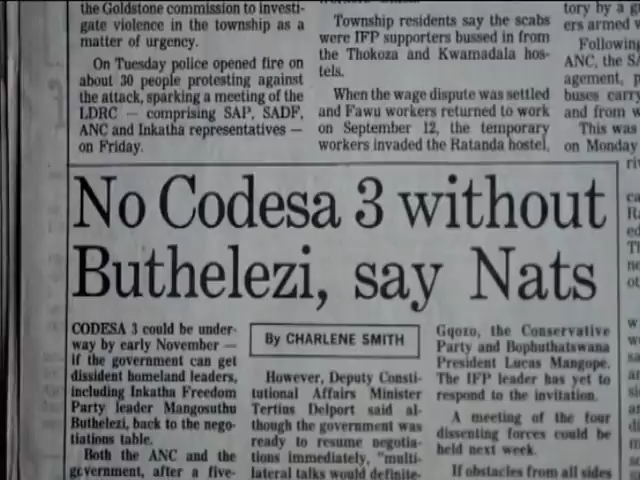 the Goldstone commission to investi-
gate violence in the township as a
matter of urgency.
On Tuesday police opened fire on
about 30 people protesting against
the attack, sparking a meeting of the
LDRC — comprising SAP, SADF,
ANC and Inkatha representatives —
on Friday.
Township residents say the scabs
were IFP supporters bussed in from
the Thokoza and Kwamadala hos-
tels.
When the wage dispute was settled
and Fawu workers returned to work
on September 12, the temporary
workers invaded the Ratanda hostel,
tory by a
ers armed
Following
ANC, the
agement,
buses carry
and from
This was
on Monday
No Codesa 3 without
Buthelezi, say Nats
CODESA 3 could be under-
way by early November —
if the government can get
dissident homeland leaders,
including Inkatha Freedom
Party leader Mangosuthu
Buthelezi, back to the nego-
tiations table.
Both the ANC and the
government, after a five-
By CHARLENE SMITH
However, Deputy Consti-
tutional Affairs Minister
Tertius Delport said al-
though the government was
ready to resume negotia-
tions immediately, "multi-
lateral talks would definite-
Gqozo, the Conservative
Party and Bophuthatswana
President Lucas Mangope.
The IFP leader has yet to
respond to the invitation.
A meeting of the four
dissenting forces could be
held next week.
If obstacles from all sides